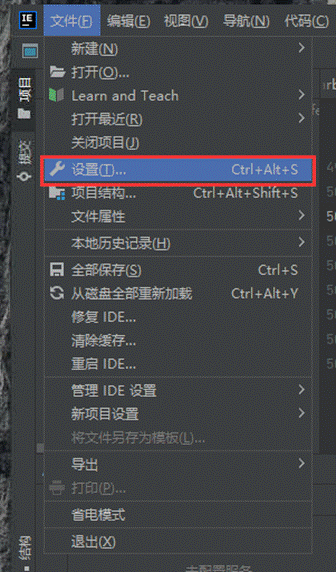 IE 文件(F) 编辑(E) 视图(V) 导航(N) 代码(C)
新建(N)
打开(O)...
Learn and Teach
打开最近(R)
关闭项目(J)
设置(T)... Ctrl+Alt+S
项目结构... Ctrl+Alt+Shift+S
文件属性
本地历史记录(H)
全部保存(S) Ctrl+S
从磁盘全部重新加载 Ctrl+Alt+Y
修复 IDE...
清除缓存...
重启 IDE...
管理 IDE 设置
新项目设置
将文件另存为模板(L)...
导出
打印(P)...
省电模式
退出(X)
项目
提交
结构